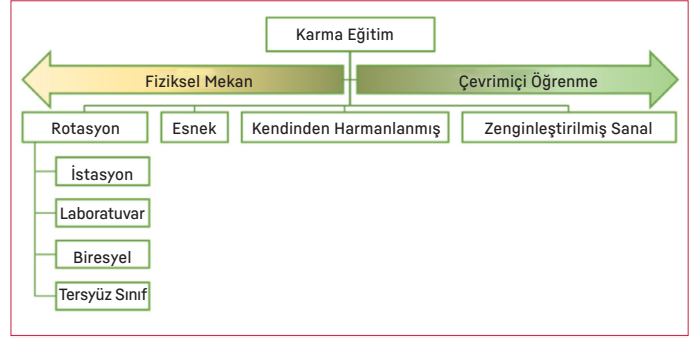 Karma Eğitim
Fiziksel Mekan
Çevrimiçi Öğrenme
Rotasyon
Esnek
Kendinden Harmanlanmış
Zenginleştirilmiş Sanal
İstasyon
Laboratuvar
Biresyel
Tersyüz Sınıf